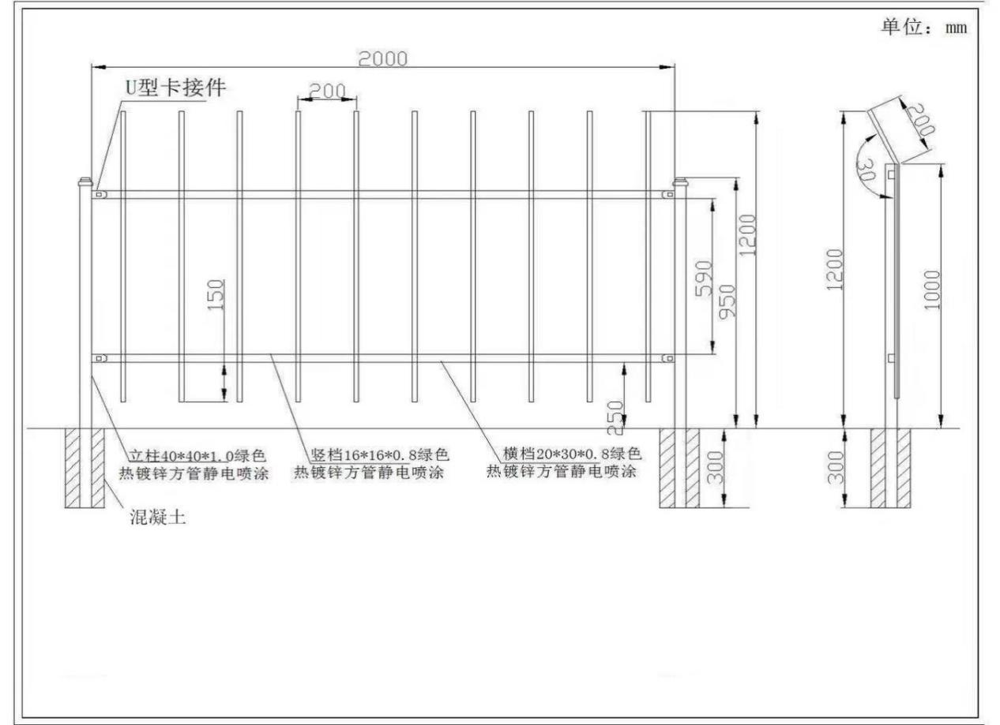 单位：mm
2000
U型卡接件
200
200
30
1200
590
950
1200
1000
150
250
立柱40*40*1.0绿色
热镀锌方管静电喷涂
竖档16*16*0.8绿色
热镀锌方管静电喷涂
横档20*30*0.8绿色
热镀锌方管静电喷涂
300
300
混凝土